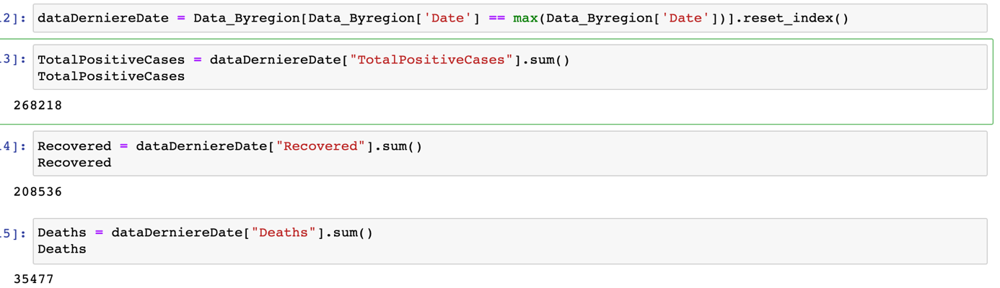 2]: dataDerniereDate = Data_Byregion[Data_Byregion['Date'] == max(Data_Byregion['Date'])].reset_index()
3]: TotalPositiveCases = dataDerniereDate["TotalPositiveCases"].sum()
TotalPositiveCases
268218
4]: Recovered = dataDerniereDate["Recovered"].sum()
Recovered
208536
5]: Deaths = dataDerniereDate["Deaths"].sum()
Deaths
35477